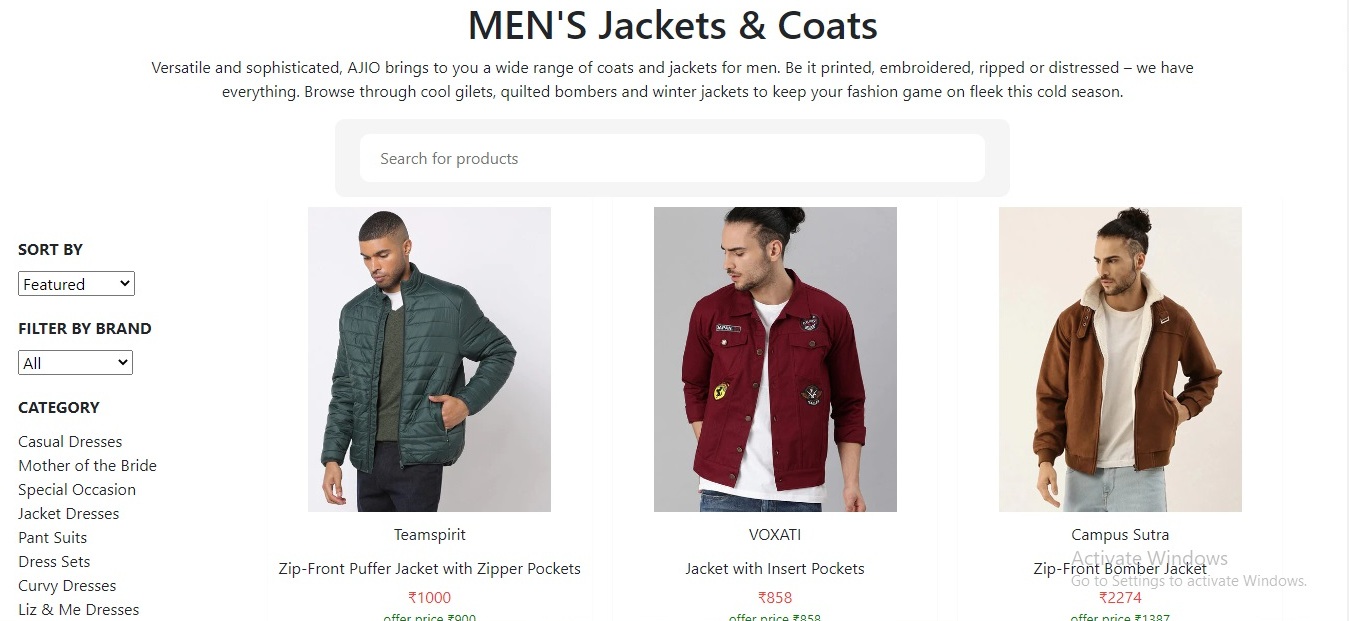 MEN'S Jackets & Coats
Versatile and sophisticated, AJIO brings to you a wide range of coats and jackets for men. Be it printed, embroidered, ripped or distressed – we have
everything. Browse through cool gilets, quilted bombers and winter jackets to keep your fashion game on fleek this cold season.
Search for products
SORT BY
Featured
FILTER BY BRAND
All
CATEGORY
Casual Dresses
Mother of the Bride
Special Occasion
Jacket Dresses
Pant Suits
Dress Sets
Curvy Dresses
Liz & Me Dresses
Teamspirit
Zip-Front Puffer Jacket with Zipper Pockets
₹1000
offer price ₹900
VOXATI
Jacket with Insert Pockets
₹858
offer price ₹858
Campus Sutra
Zip-Front Bomber Jacket
₹2274
offer price ₹1387
Activate Windows
Go to Settings to activate Windows.